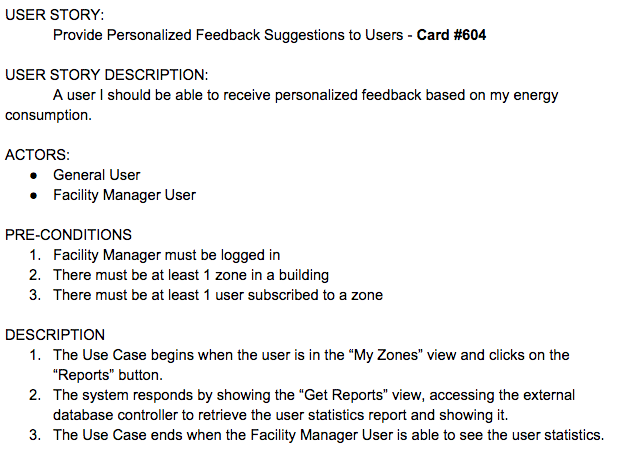 USER STORY:
Provide Personalized Feedback Suggestions to Users - Card #604
USER STORY DESCRIPTION:
A user I should be able to receive personalized feedback based on my energy
consumption.
ACTORS:
● General User
● Facility Manager User
PRE-CONDITIONS
1. Facility Manager must be logged in
2. There must be at least 1 zone in a building
3. There must be at least 1 user subscribed to a zone
DESCRIPTION
1. The Use Case begins when the user is in the “My Zones” view and clicks on the
“Reports” button.
2. The system responds by showing the “Get Reports” view, accessing the external
database controller to retrieve the user statistics report and showing it.
3. The Use Case ends when the Facility Manager User is able to see the user statistics.